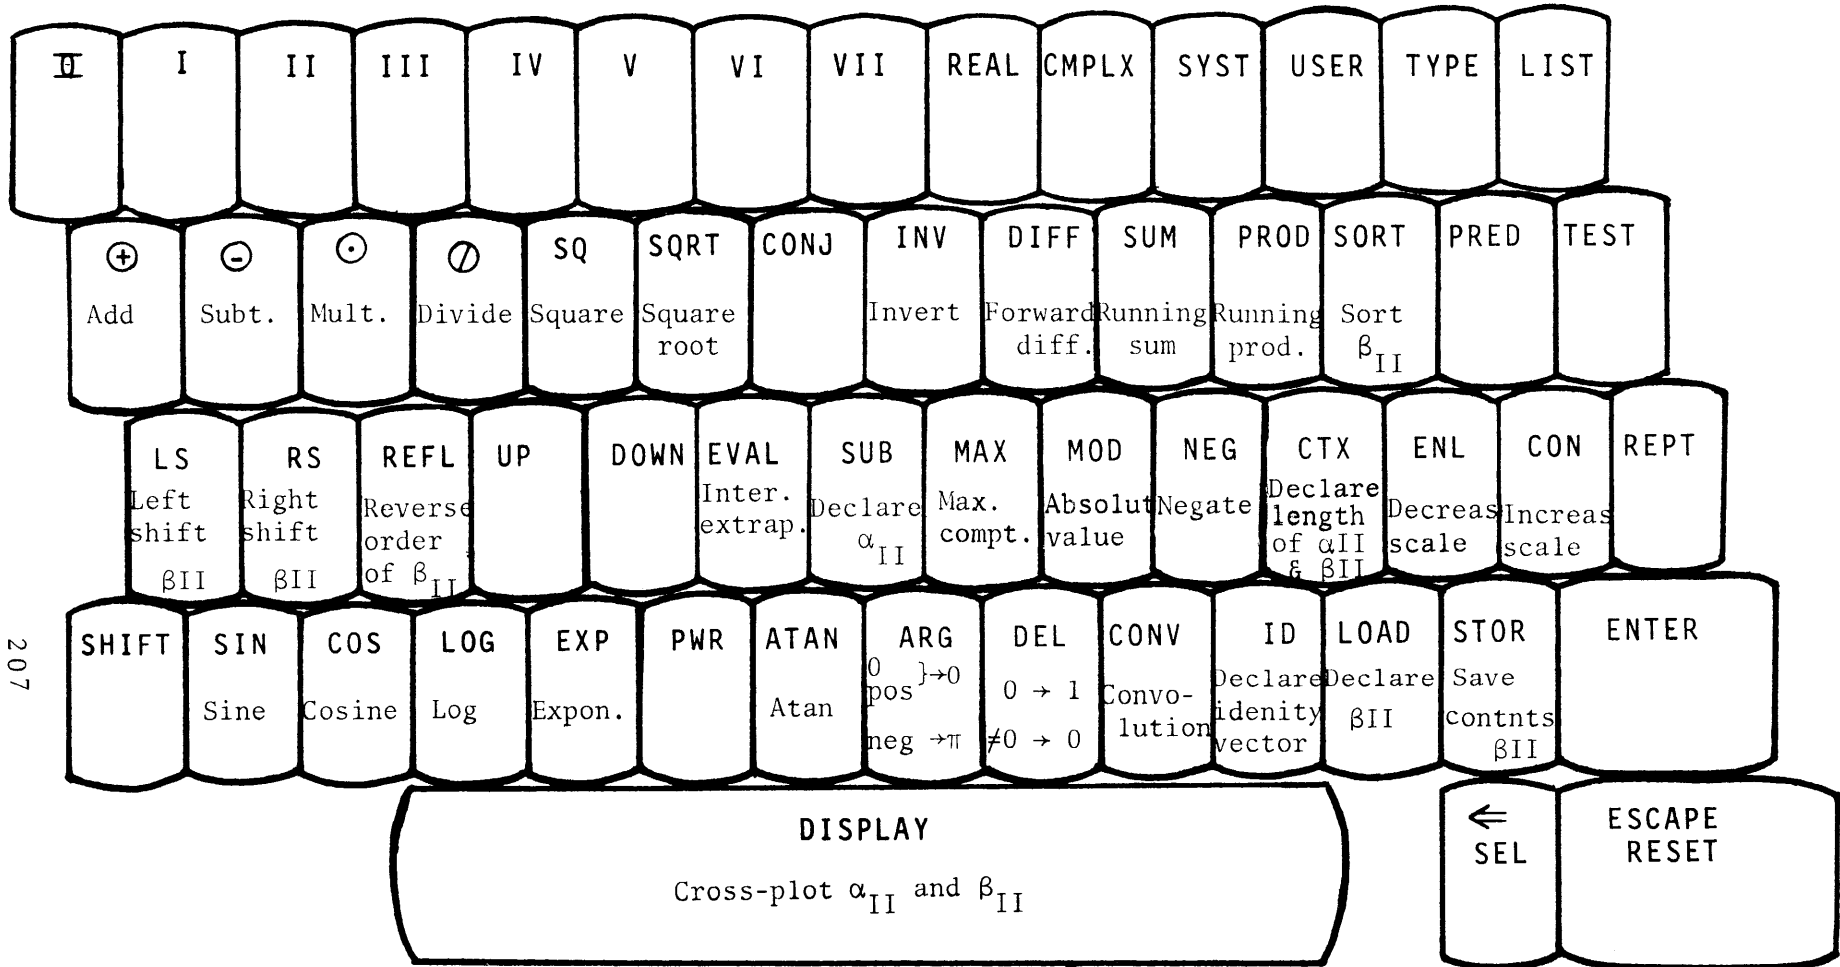 0 I II III IV V VI VII REAL CMPLX SYST USER TYPE LIST
⊕ ⊖ ⊙ ⊘ SQ SQRT CONJ INV DIFF SUM PROD SORT PRED TEST
Add Subt. Mult. Divide Square Square Invert Forward Running Running Sort
root diff. sum prod. βII
LS RS REFL UP DOWN EVAL SUB MAX MOD NEG CTX ENL CON REPT
Left Right Reverse Inter. Declare Max. Absolut Negate Declare Decreas Increas
shift shift order extrap. αII compt. value length scale scale
βII βII of βII of αII
& βII
SHIFT SIN COS LOG EXP PWR ATAN ARG DEL CONV ID LOAD STOR ENTER
Sine Cosine Log Expon. Atan 0 pos }→0 0 → 1 Convo- Declare Declare Save
neg →π ≠0 → 0 lution idenity βII contnts
vector βII
DISPLAY
Cross-plot αII and βII
⇐
SEL
ESCAPE
RESET
207